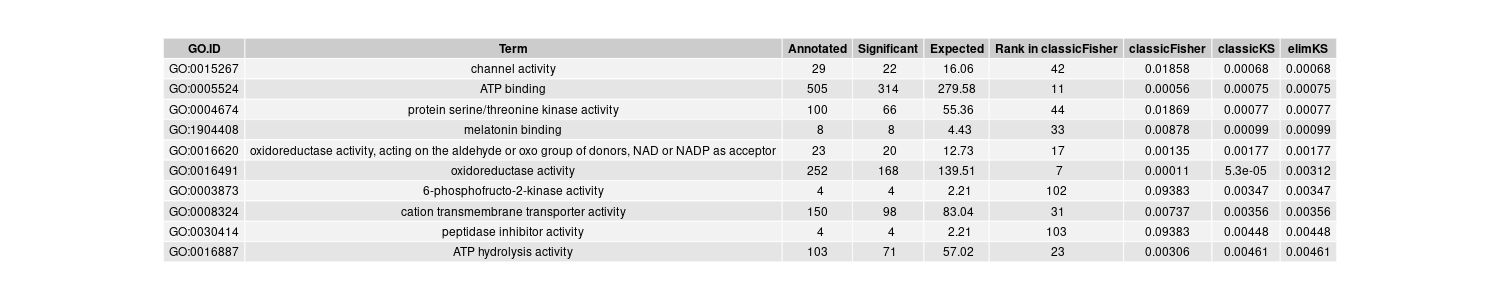 GO.ID Term Annotated Significant Expected Rank in classicFisher classicFisher classicKS elimKS
GO:0015267 channel activity 29 22 16.06 42 0.01858 0.00068 0.00068
GO:0005524 ATP binding 505 314 279.58 11 0.00056 0.00075 0.00075
GO:0004674 protein serine/threonine kinase activity 100 66 55.36 44 0.01869 0.00077 0.00077
GO:1904408 melatonin binding 8 8 4.43 33 0.00878 0.00099 0.00099
GO:0016620 oxidoreductase activity, acting on the aldehyde or oxo group of donors, NAD or NADP as acceptor 23 20 12.73 17 0.00135 0.00177 0.00177
GO:0016491 oxidoreductase activity 252 168 139.51 7 0.00011 5.3e-05 0.00312
GO:0003873 6-phosphofructo-2-kinase activity 4 4 2.21 102 0.09383 0.00347 0.00347
GO:0008324 cation transmembrane transporter activity 150 98 83.04 31 0.00737 0.00356 0.00356
GO:0030414 peptidase inhibitor activity 4 4 2.21 103 0.09383 0.00448 0.00448
GO:0016887 ATP hydrolysis activity 103 71 57.02 23 0.00306 0.00461 0.00461